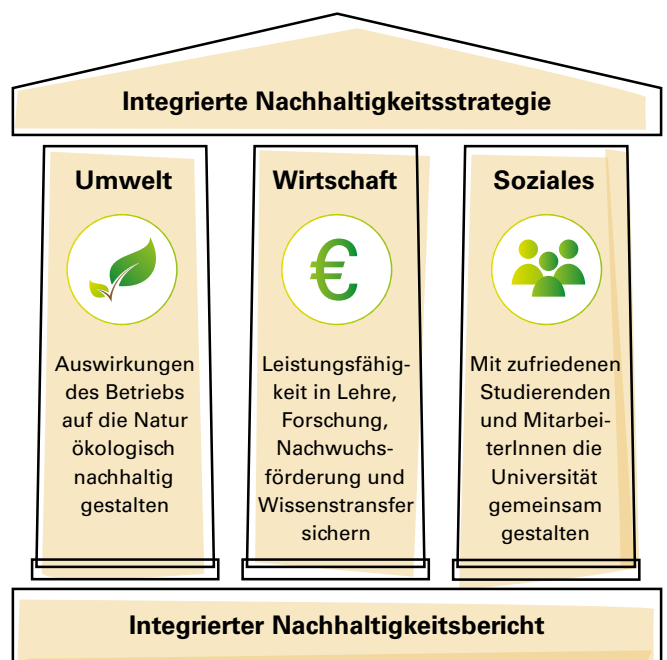 Integrierte Nachhaltigkeitsstrategie
Umwelt
Auswirkungen
des Betriebs
auf die Natur
ökologisch
nachhaltig
gestalten
Wirtschaft
€
Leistungsfähig-
keit in Lehre,
Forschung,
Nachwuchs-
förderung und
Wissenstransfer
sichern
Soziales
Mit zufriedenen
Studierenden
und Mitarbei-
terInnen die
Universität
gemeinsam
gestalten
Integrierter Nachhaltigkeitsbericht